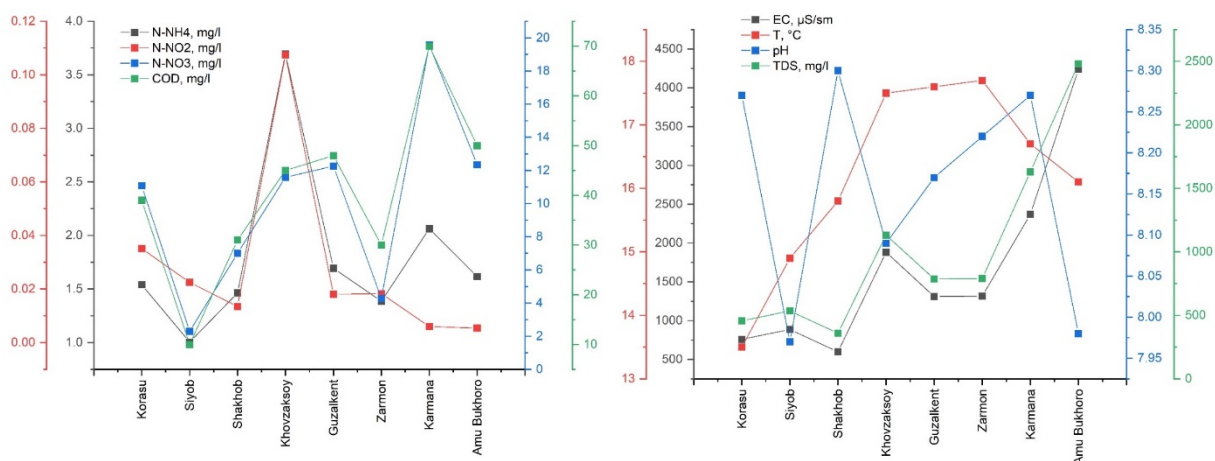 N-NH4, mg/l
N-NO2, mg/l
N-NO3, mg/l
COD, mg/l
0.12
0.10
0.08
0.06
0.04
0.02
0.00
4.0
3.5
3.0
2.5
2.0
1.5
1.0
20
18
16
14
12
10
8
6
4
2
0
70
60
50
40
30
20
10
Korasu
Siyob
Shakhob
Khovzaksoy
Guzalkent
Zarmon
Karmana
Amu Bukhoro
EC, µS/sm
T, °C
pH
TDS, mg/l
18
17
16
15
14
13
4500
4000
3500
3000
2500
2000
1500
1000
500
8.35
8.30
8.25
8.20
8.15
8.10
8.05
8.00
7.95
2500
2000
1500
1000
500
0
Korasu
Siyob
Shakhob
Khovzaksoy
Guzalkent
Zarmon
Karmana
Amu Bukhoro